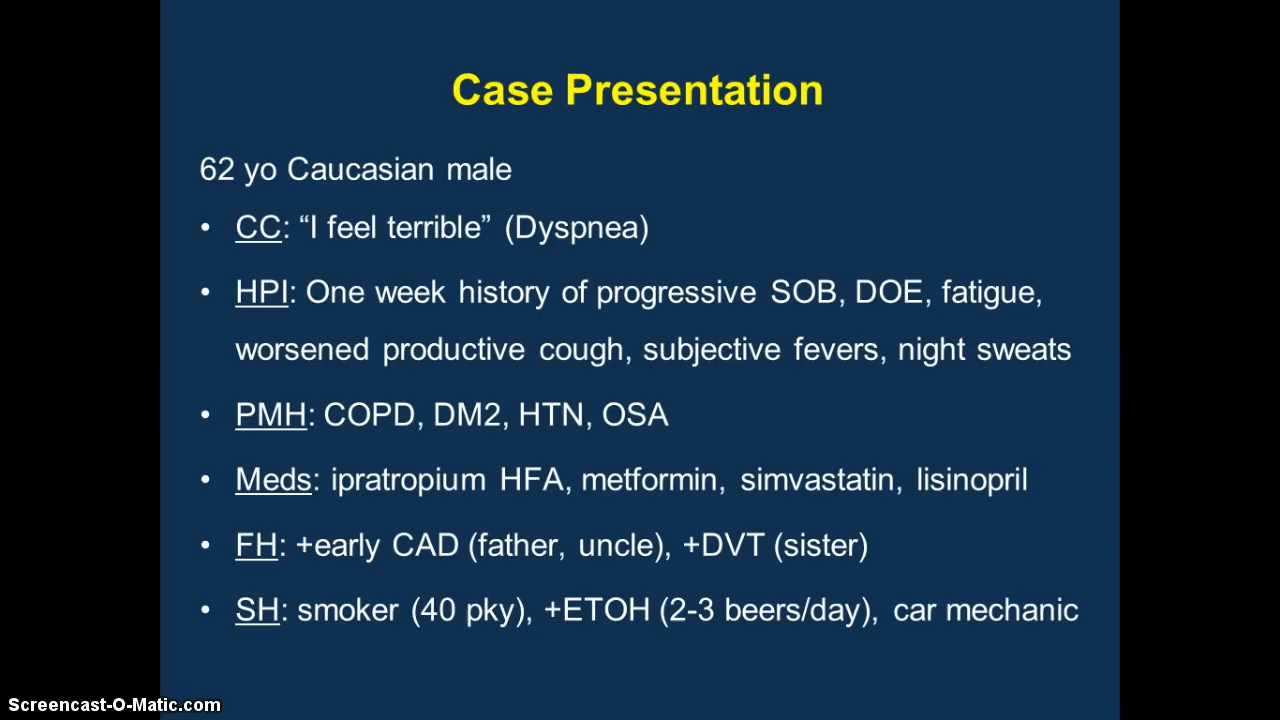 Case Presentation
62 yo Caucasian male
• CC: “I feel terrible” (Dyspnea)
• HPI: One week history of progressive SOB, DOE, fatigue,
worsened productive cough, subjective fevers, night sweats
• PMH: COPD, DM2, HTN, OSA
• Meds: ipratropium HFA, metformin, simvastatin, lisinopril
• FH: +early CAD (father, uncle), +DVT (sister)
• SH: smoker (40 pky), +ETOH (2-3 beers/day), car mechanic
Screencast-O-Matic.com